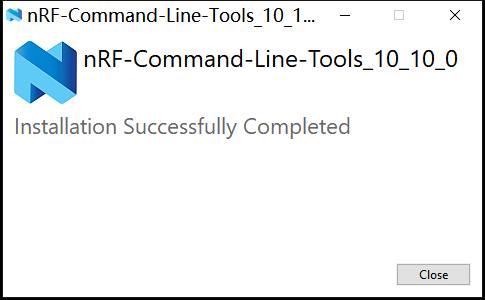 nRF-Command-Line-Tools_10_1...
nRF-Command-Line-Tools_10_10_0
Installation Successfully Completed
Close